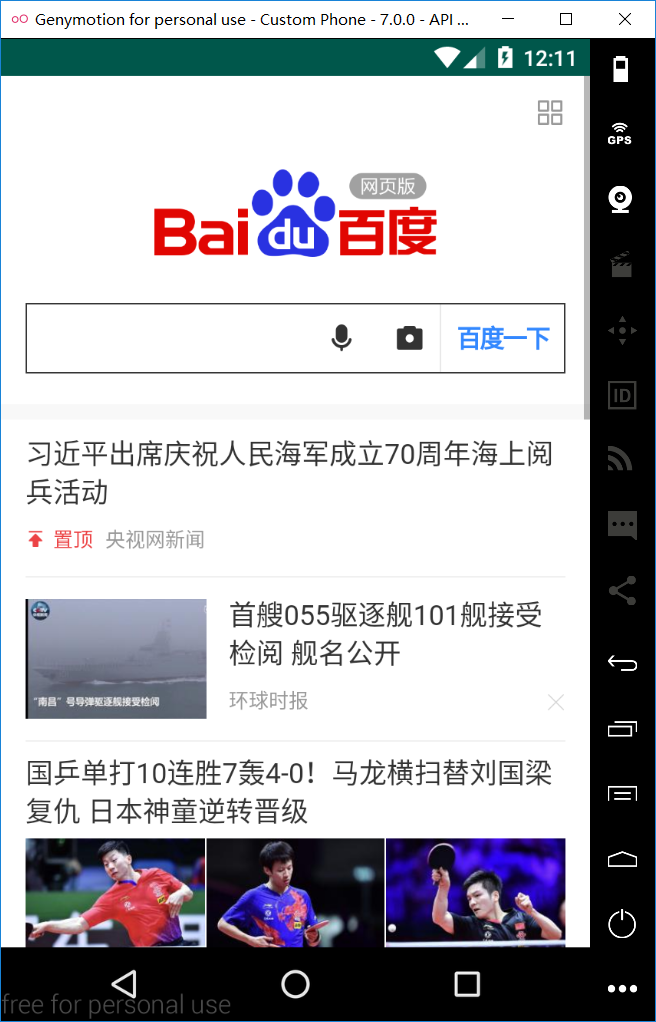 Genymotion for personal use - Custom Phone - 7.0.0 - API ...
12:11
GPS
网页版
Bai du 百度
百度一下
ID
习近平出席庆祝人民海军成立70周年海上阅
兵活动
置顶 央视网新闻
首艘055驱逐舰101舰接受
检阅 舰名公开
“南昌”号导弹驱逐舰接受检阅
环球时报
国乒单打10连胜7轰4-0！马龙横扫替刘国梁
复仇 日本神童逆转晋级
free for personal use